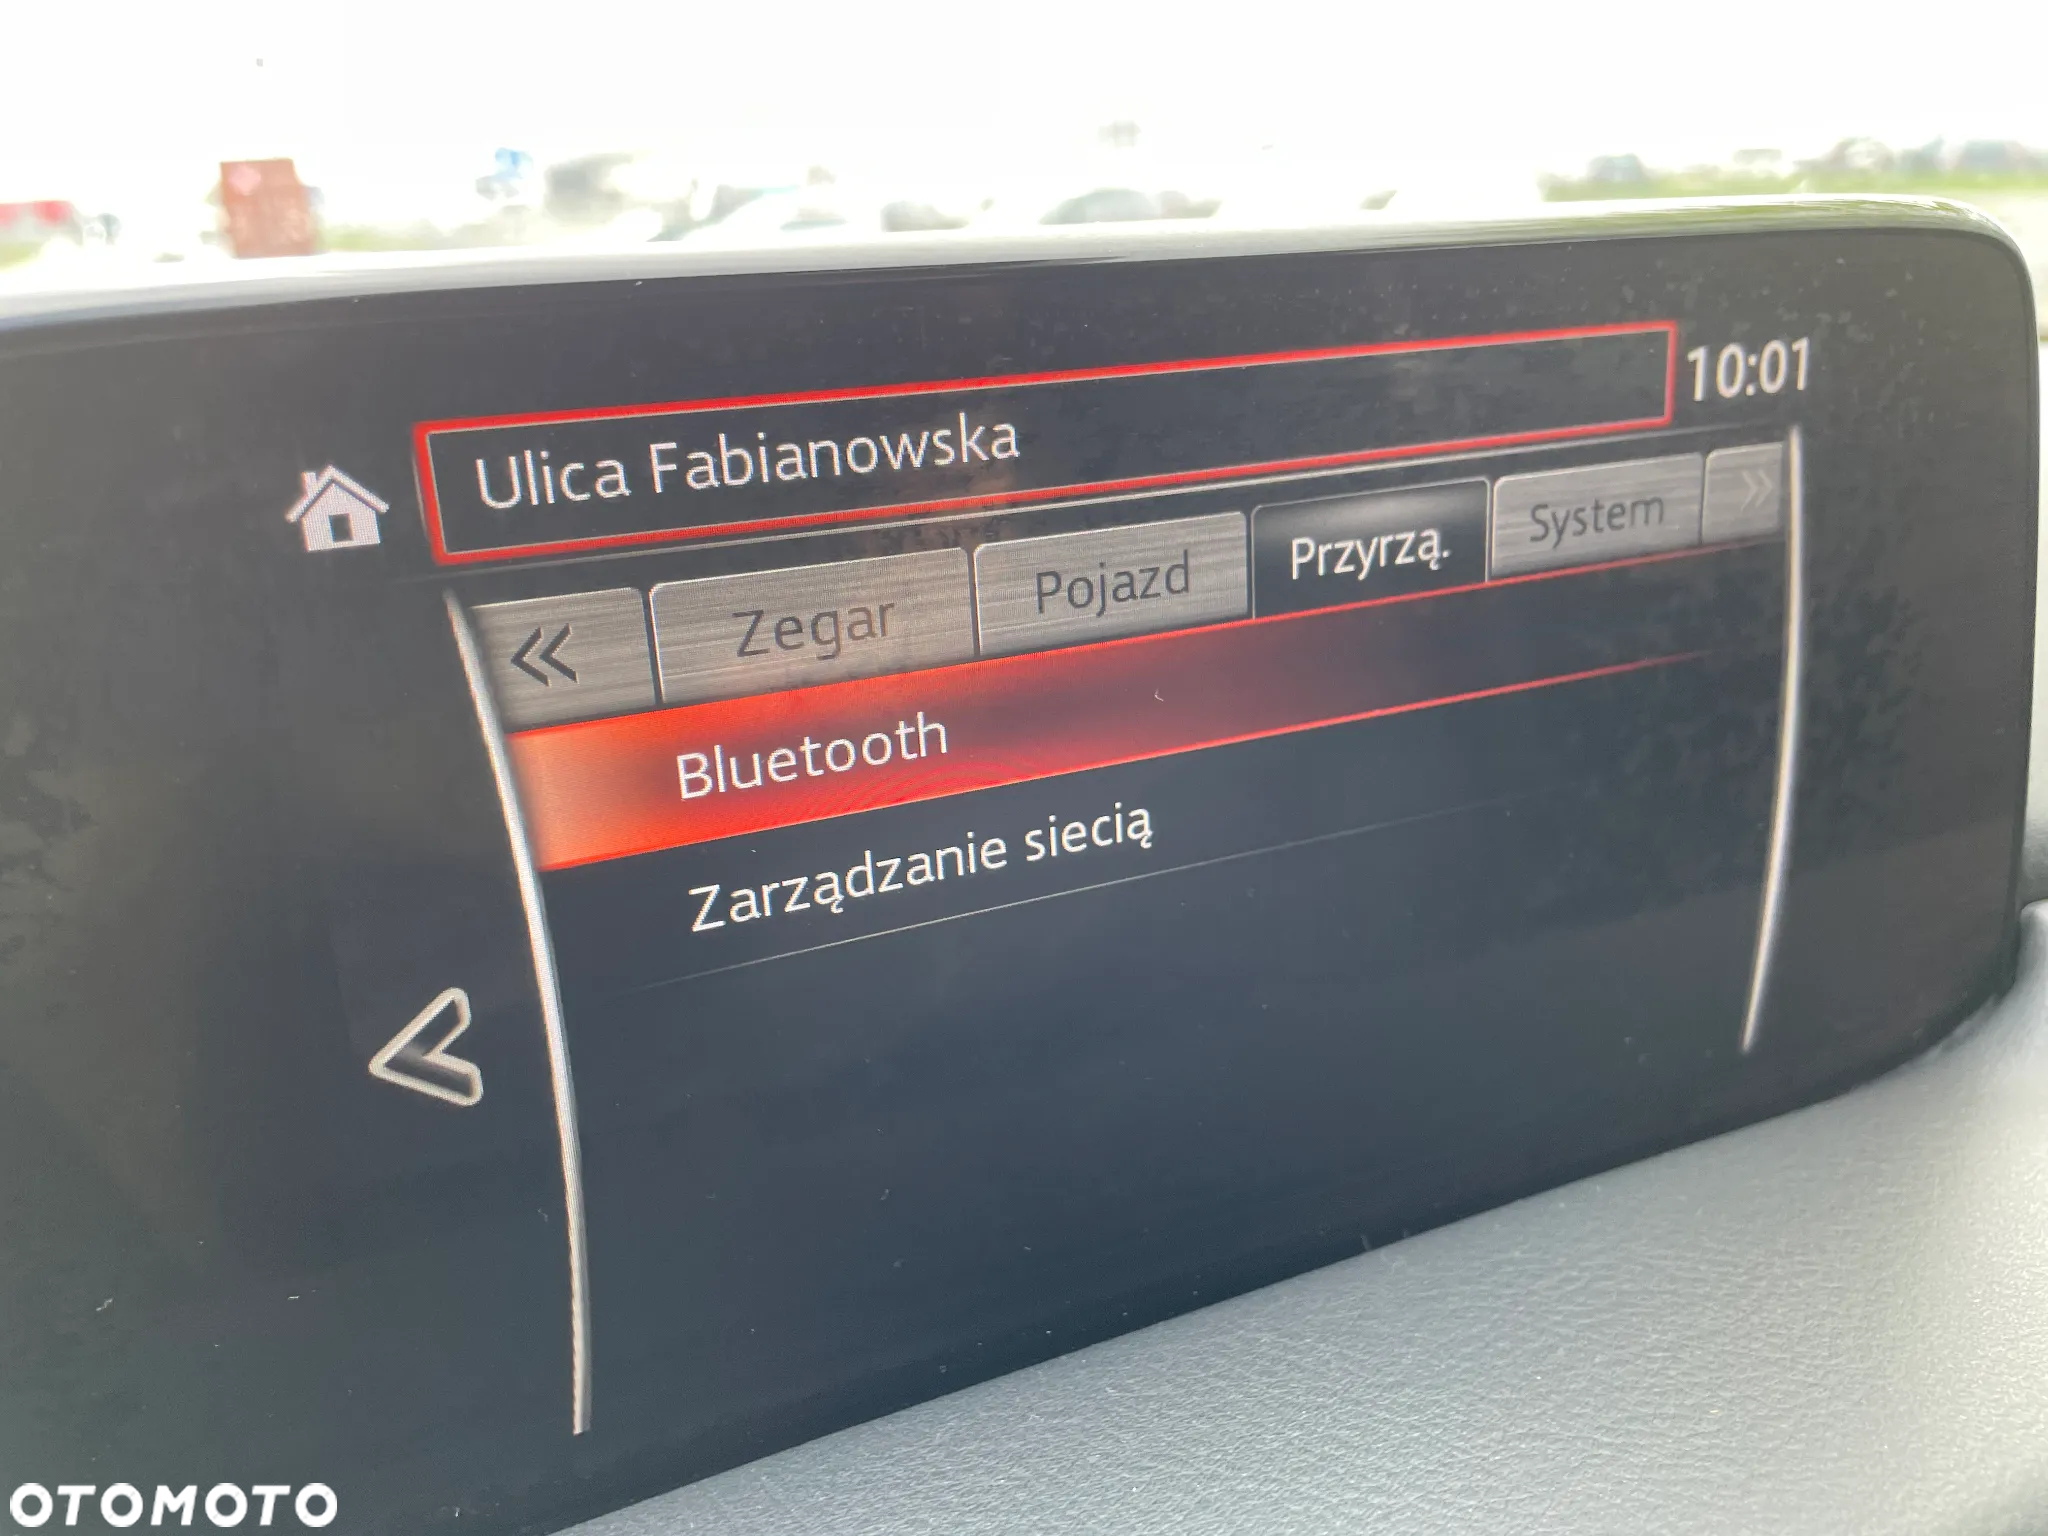 10:01
Ulica Fabianowska
« Zegar Pojazd Przyrzą. System »
Bluetooth
Zarządzanie siecią
OTOMOTO